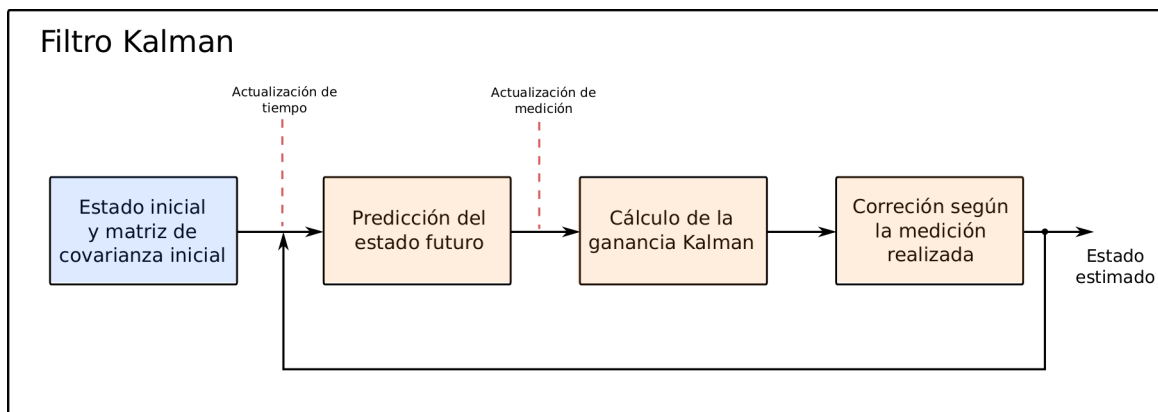 Filtro Kalman
Actualización de
tiempo
Actualización de
medición
Estado inicial
y matriz de
covarianza inicial
Predicción del
estado futuro
Cálculo de la
ganancia Kalman
Correción según
la medición
realizada
Estado
estimado